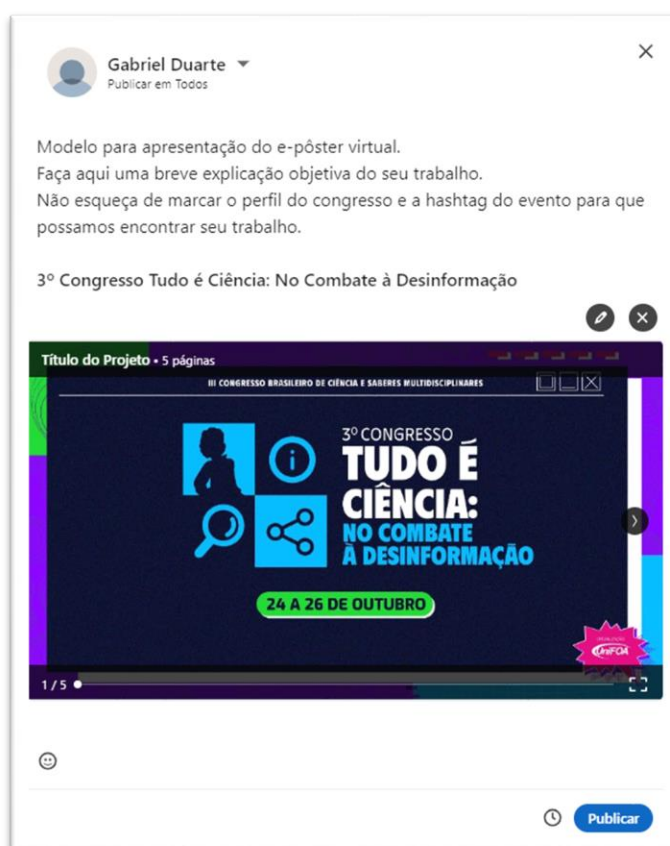 Gabriel Duarte
Publicar em Todos
Modelo para apresentação do e-pôster virtual.
Faça aqui uma breve explicação objetiva do seu trabalho.
Não esqueça de marcar o perfil do congresso e a hashtag do evento para que
possamos encontrar seu trabalho.
3º Congresso Tudo é Ciência: No Combate à Desinformação
Título do Projeto • 5 páginas
III CONGRESSO BRASILEIRO DE CIÊNCIA E SABERES MULTIDISCIPLINARES
3º CONGRESSO
TUDO É
CIÊNCIA:
NO COMBATE
À DESINFORMAÇÃO
24 A 26 DE OUTUBRO
UniFOA
1 / 5
Publicar